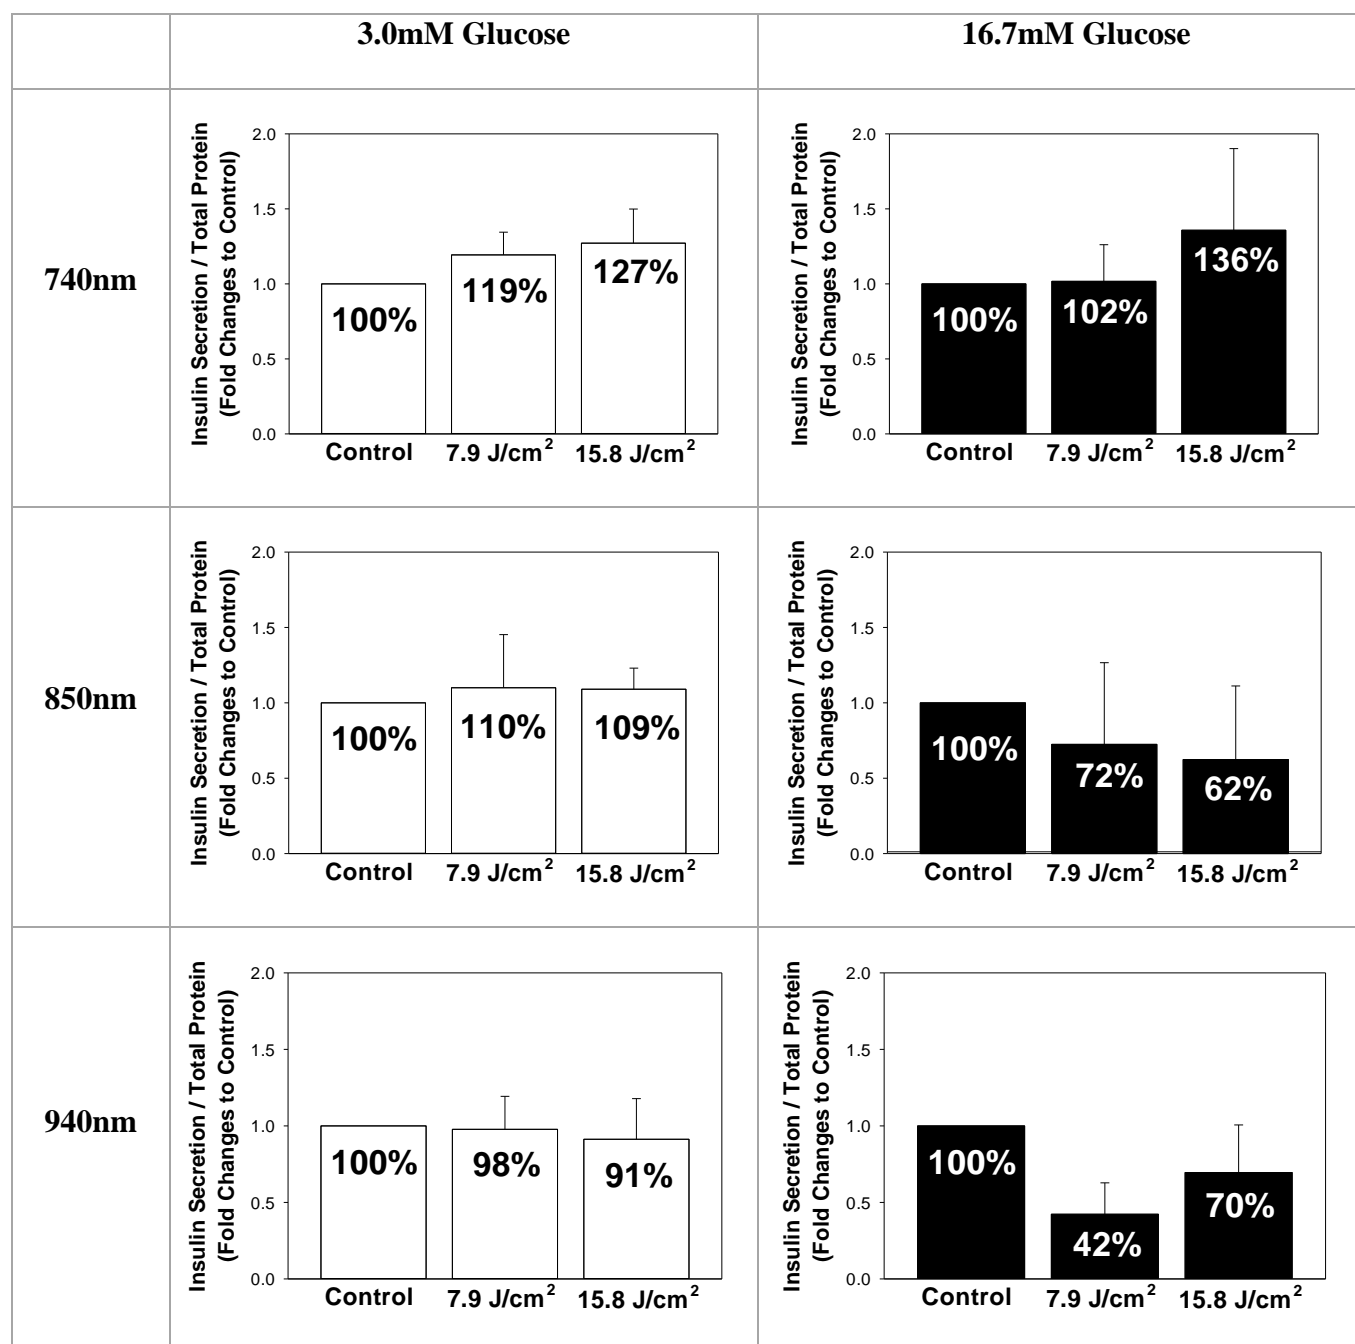 3.0mM Glucose
16.7mM Glucose
740nm
Insulin Secretion / Total Protein
(Fold Changes to Control)
2.0
1.5
1.0
0.5
0.0
100%
119%
127%
Control
7.9 J/cm²
15.8 J/cm²
Insulin Secretion / Total Protein
(Fold Changes to Control)
2.0
1.5
1.0
0.5
0.0
100%
102%
136%
Control
7.9 J/cm²
15.8 J/cm²
850nm
Insulin Secretion / Total Protein
(Fold Changes to Control)
2.0
1.5
1.0
0.5
0.0
100%
110%
109%
Control
7.9 J/cm²
15.8 J/cm²
Insulin Secretion / Total Protein
(Fold Changes to Control)
2.0
1.5
1.0
0.5
0.0
100%
72%
62%
Control
7.9 J/cm²
15.8 J/cm²
940nm
Insulin Secretion / Total Protein
(Fold Changes to Control)
2.0
1.5
1.0
0.5
0.0
100%
98%
91%
Control
7.9 J/cm²
15.8 J/cm²
Insulin Secretion / Total Protein
(Fold Changes to Control)
2.0
1.5
1.0
0.5
0.0
100%
42%
70%
Control
7.9 J/cm²
15.8 J/cm²